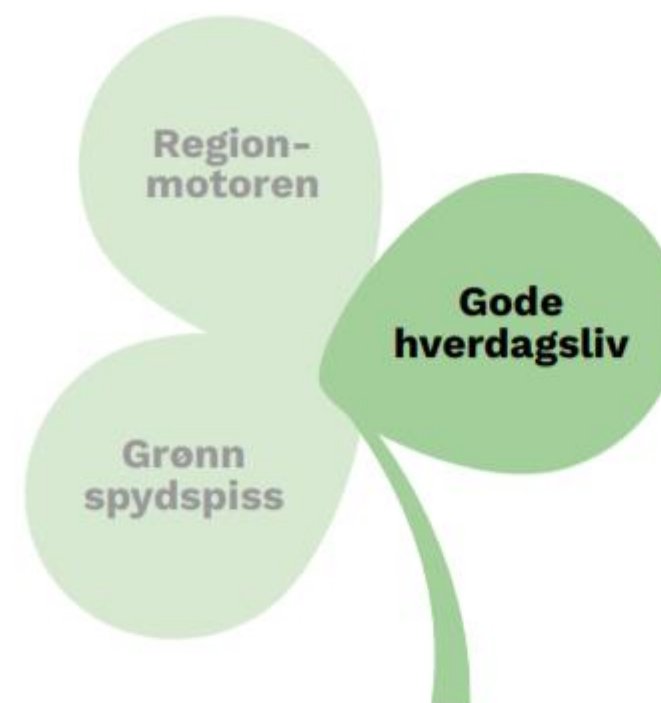 Region-
motoren
Gode
hverdagsliv
Grønn
spydspiss